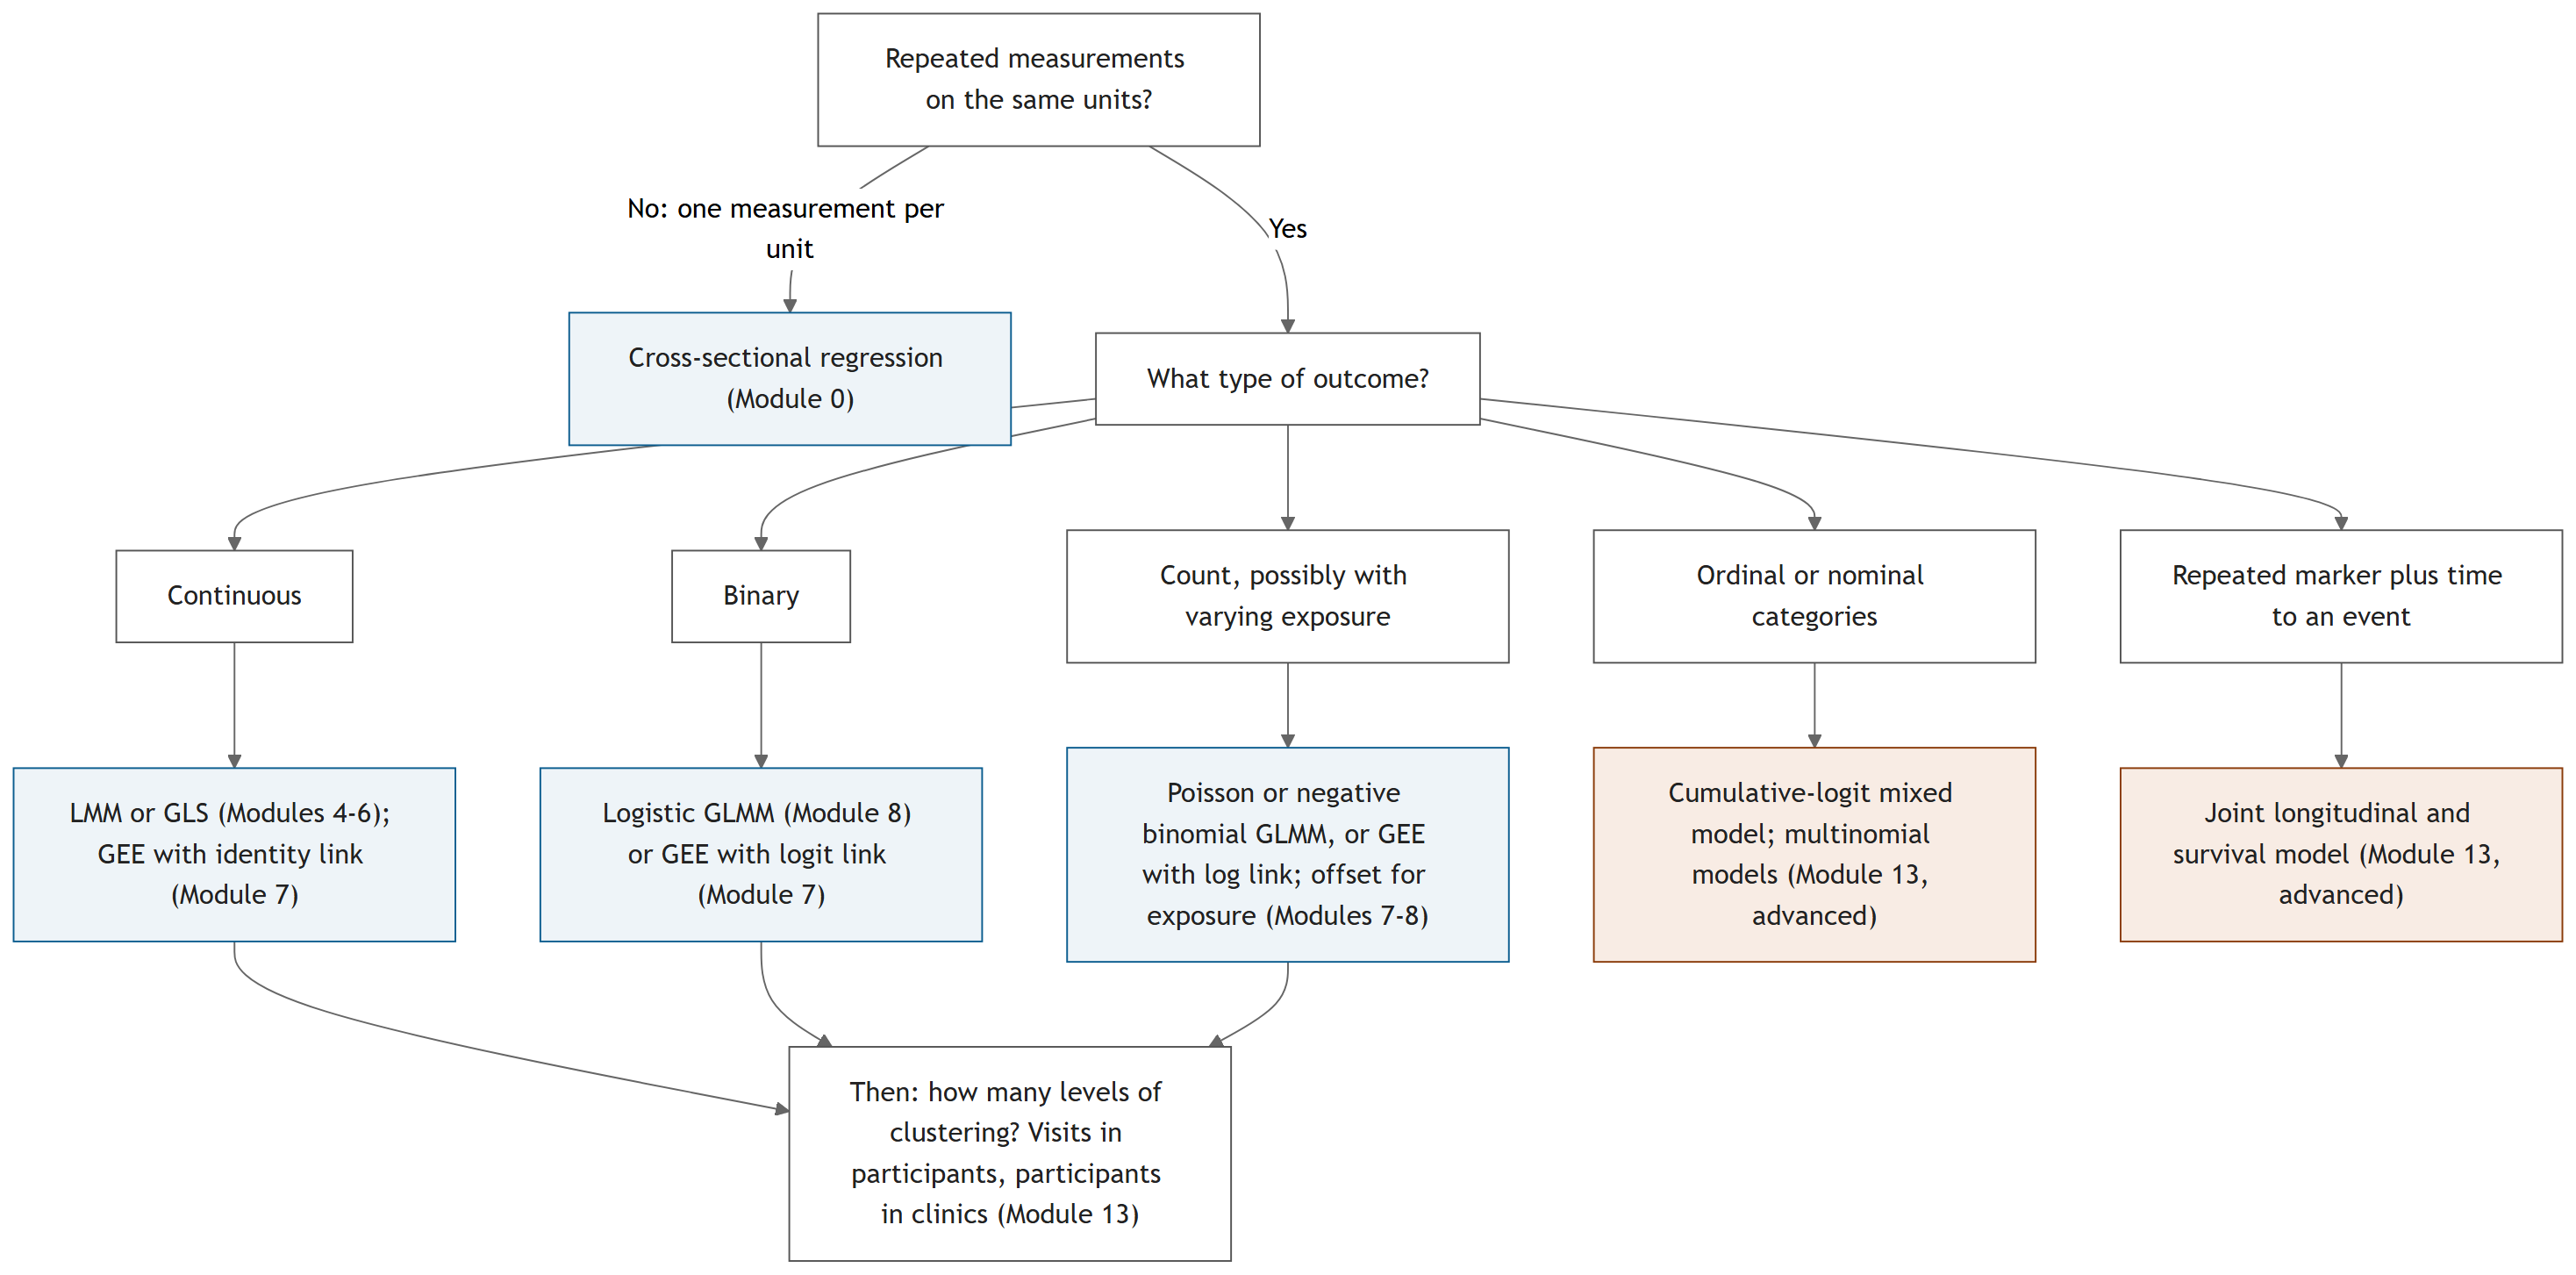 Repeated measurements
on the same units?
No: one measurement per
unit
Yes
Cross-sectional regression
(Module 0)
What type of outcome?
Continuous
Binary
Count, possibly with
varying exposure
Ordinal or nominal
categories
Repeated marker plus time
to an event
LMM or GLS (Modules 4-6);
GEE with identity link
(Module 7)
Logistic GLMM (Module 8)
or GEE with logit link
(Module 7)
Poisson or negative
binomial GLMM, or GEE
with log link; offset for
exposure (Modules 7-8)
Cumulative-logit mixed
model; multinomial
models (Module 13,
advanced)
Joint longitudinal and
survival model (Module 13,
advanced)
Then: how many levels of
clustering? Visits in
participants, participants
in clinics (Module 13)